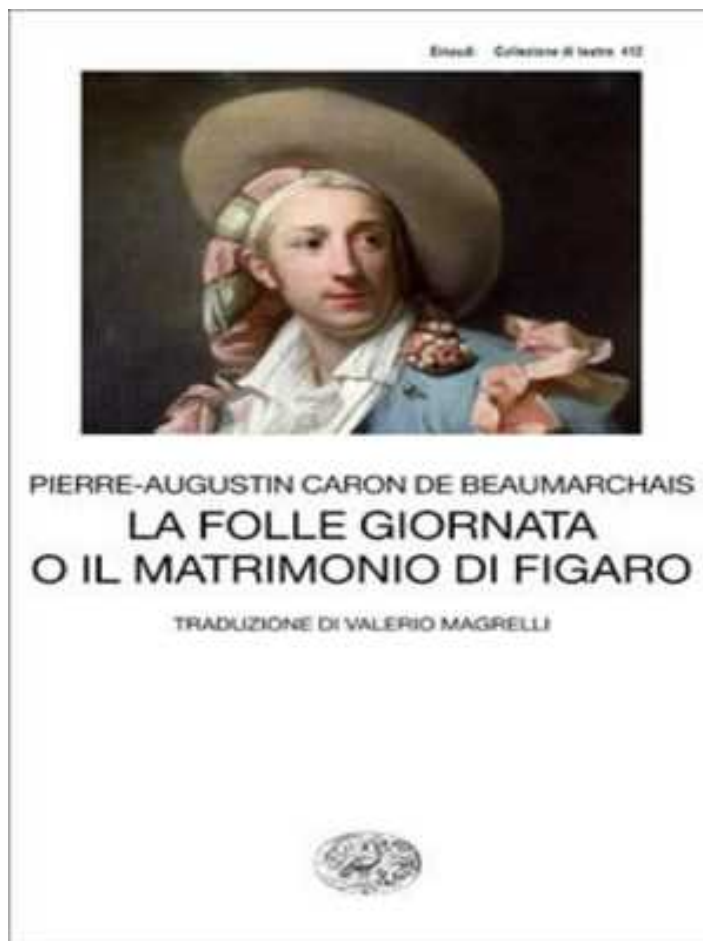 Einaudi Collezione di teatro 412
PIERRE-AUGUSTIN CARON DE BEAUMARCHAIS
LA FOLLE GIORNATA
O IL MATRIMONIO DI FIGARO
TRADUZIONE DI VALERIO MAGRELLI